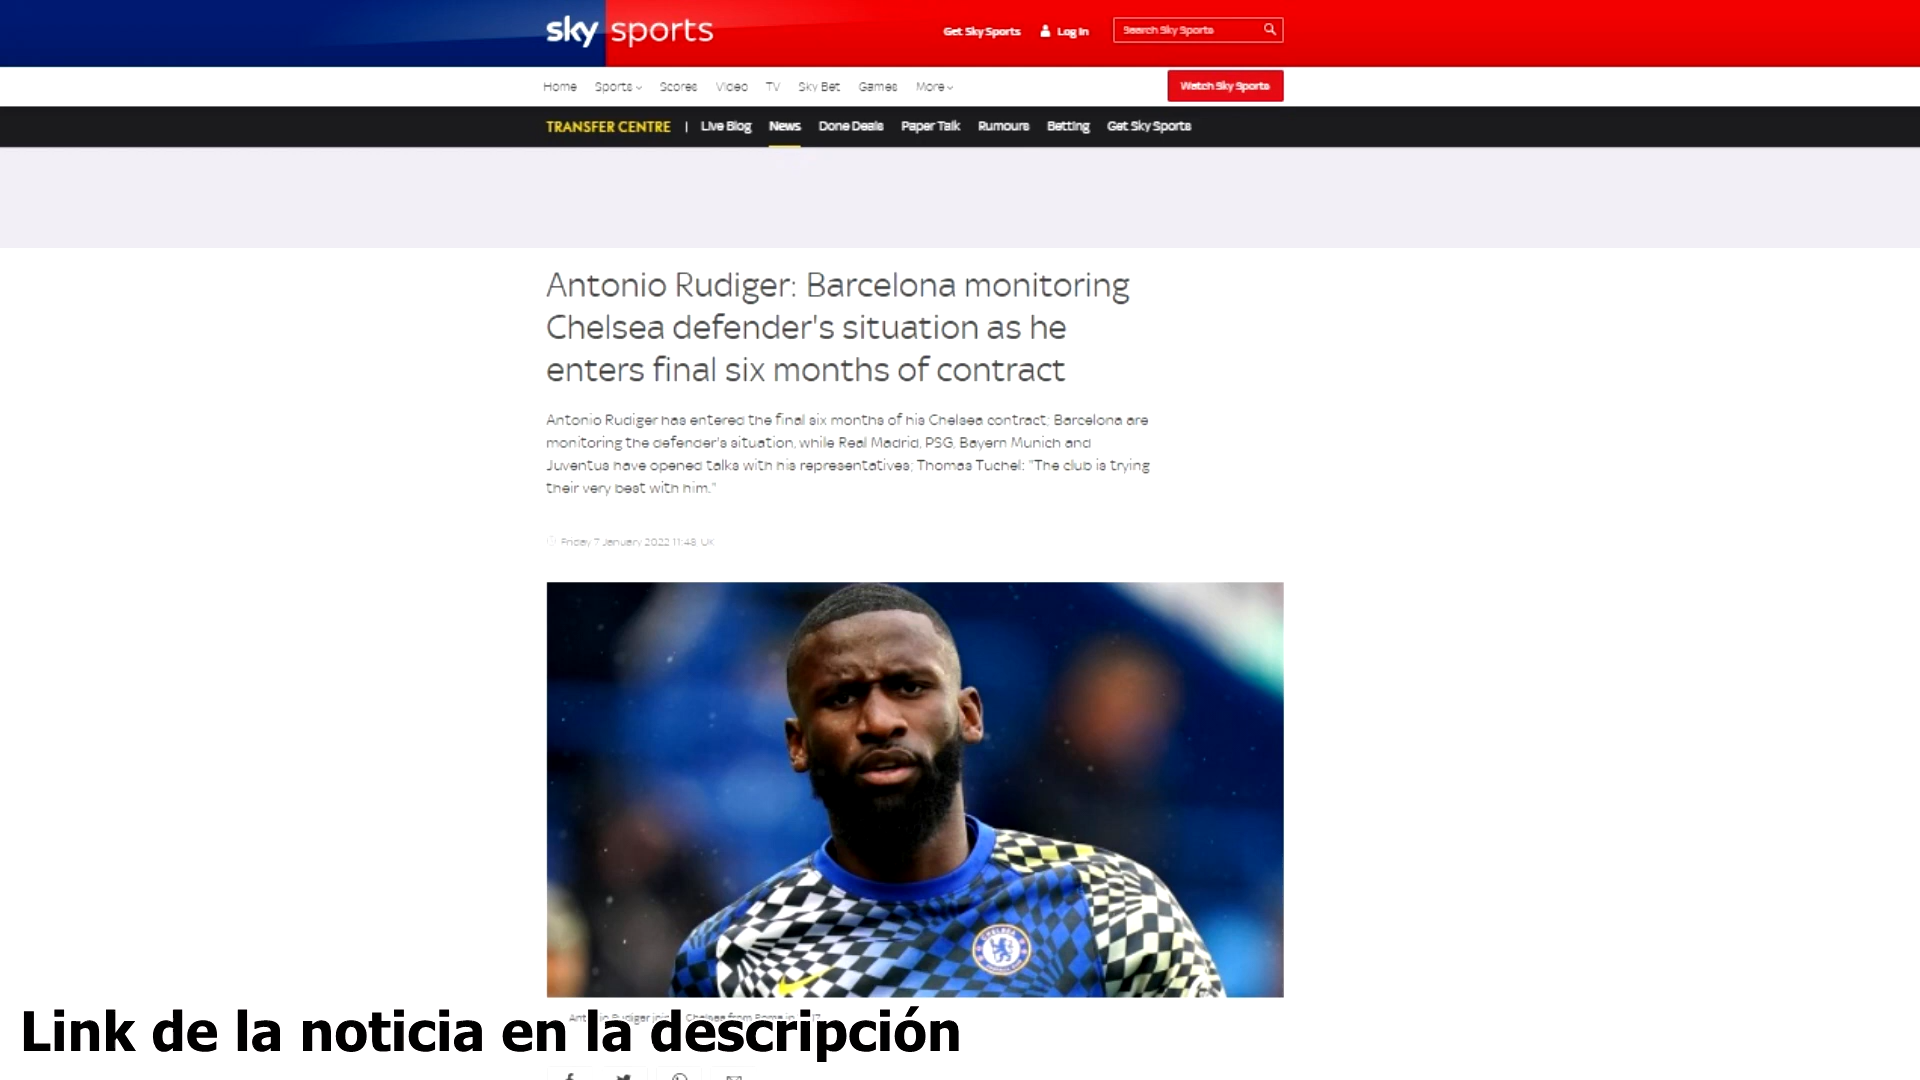 sky sports
Get Sky Sports Log In Search Sky Sports
Home Sports Scores Video TV Sky Bet Games More Watch Sky Sports
TRANSFER CENTRE | Live Blog News Done Deals Paper Talk Rumours Betting Get Sky Sports
Antonio Rudiger: Barcelona monitoring
Chelsea defender's situation as he
enters final six months of contract
Antonio Rudiger has entered the final six months of his Chelsea contract; Barcelona are
monitoring the defender's situation, while Real Madrid, PSG, Bayern Munich and
Juventus have opened talks with his representatives; Thomas Tuchel: "The club is trying
their very best with him."
Friday 7 January 2022 11:48, UK
CHELSEA
Chelsea from Roma in
Link de la noticia en la descripción